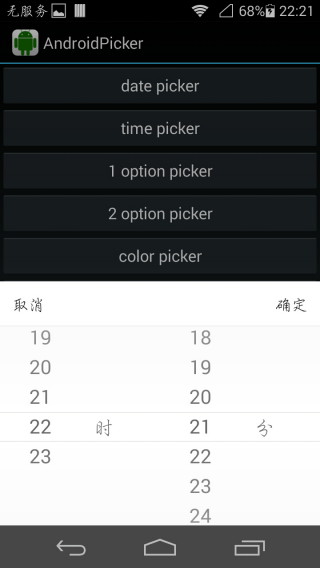 无服务 68% 22:21
AndroidPicker
date picker
time picker
1 option picker
2 option picker
color picker
取消 确定
19 18
20 19
21 20
22 时 21 分
23 22
23
24